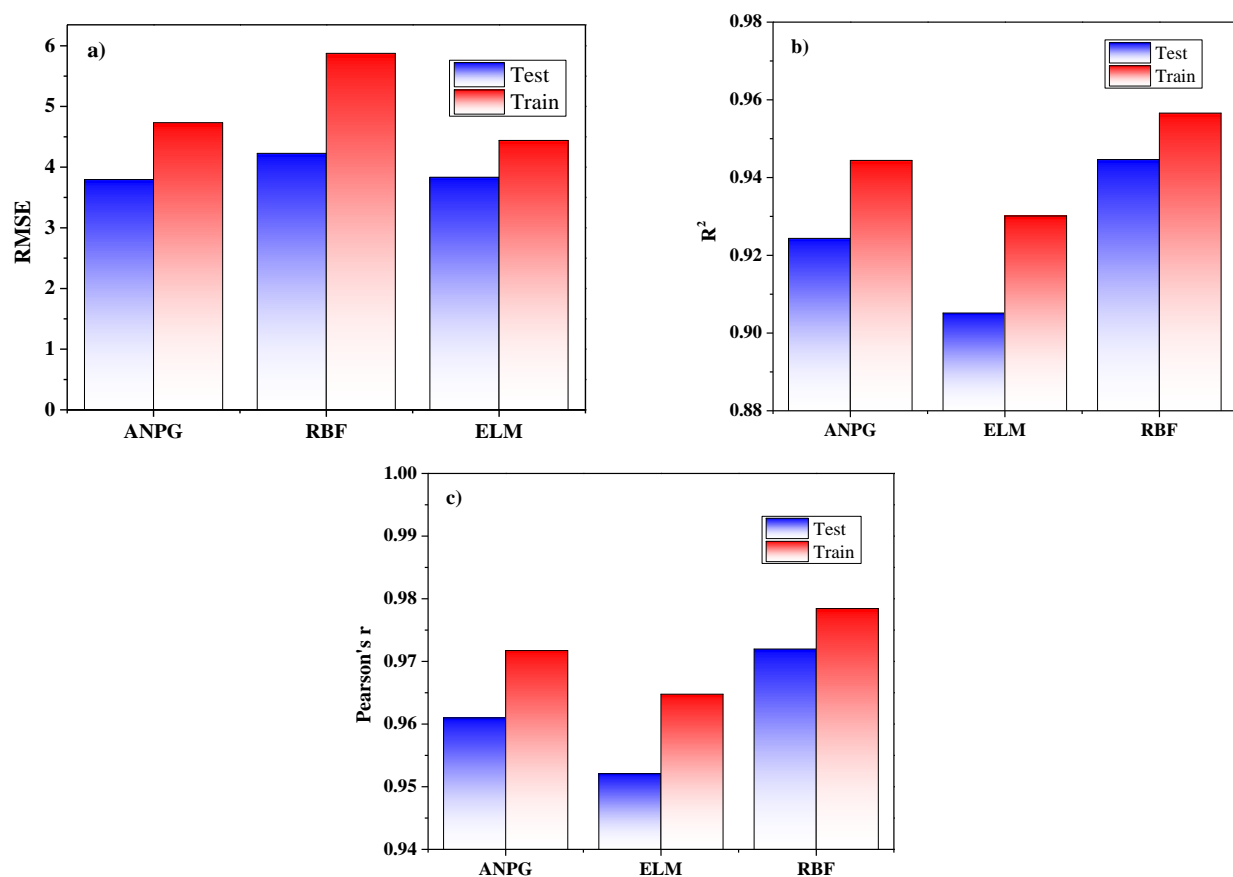 a)
Test
Train
RMSE
6
5
4
3
2
1
0
ANPG RBF ELM
b)
Test
Train
R²
0.98
0.96
0.94
0.92
0.90
0.88
ANPG ELM RBF
c)
Test
Train
Pearson's r
1.00
0.99
0.98
0.97
0.96
0.95
0.94
ANPG ELM RBF